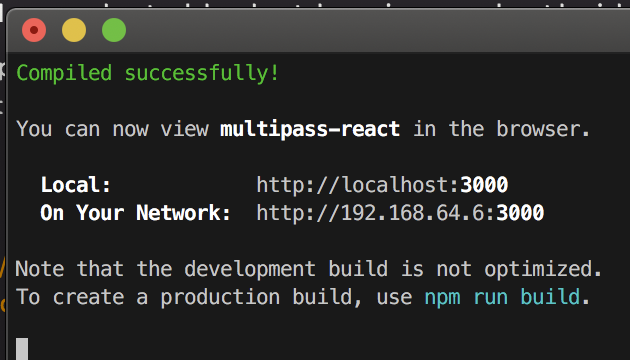 Compiled successfully!
You can now view multipass-react in the browser.
Local: http://localhost:3000
On Your Network: http://192.168.64.6:3000
Note that the development build is not optimized.
To create a production build, use npm run build.